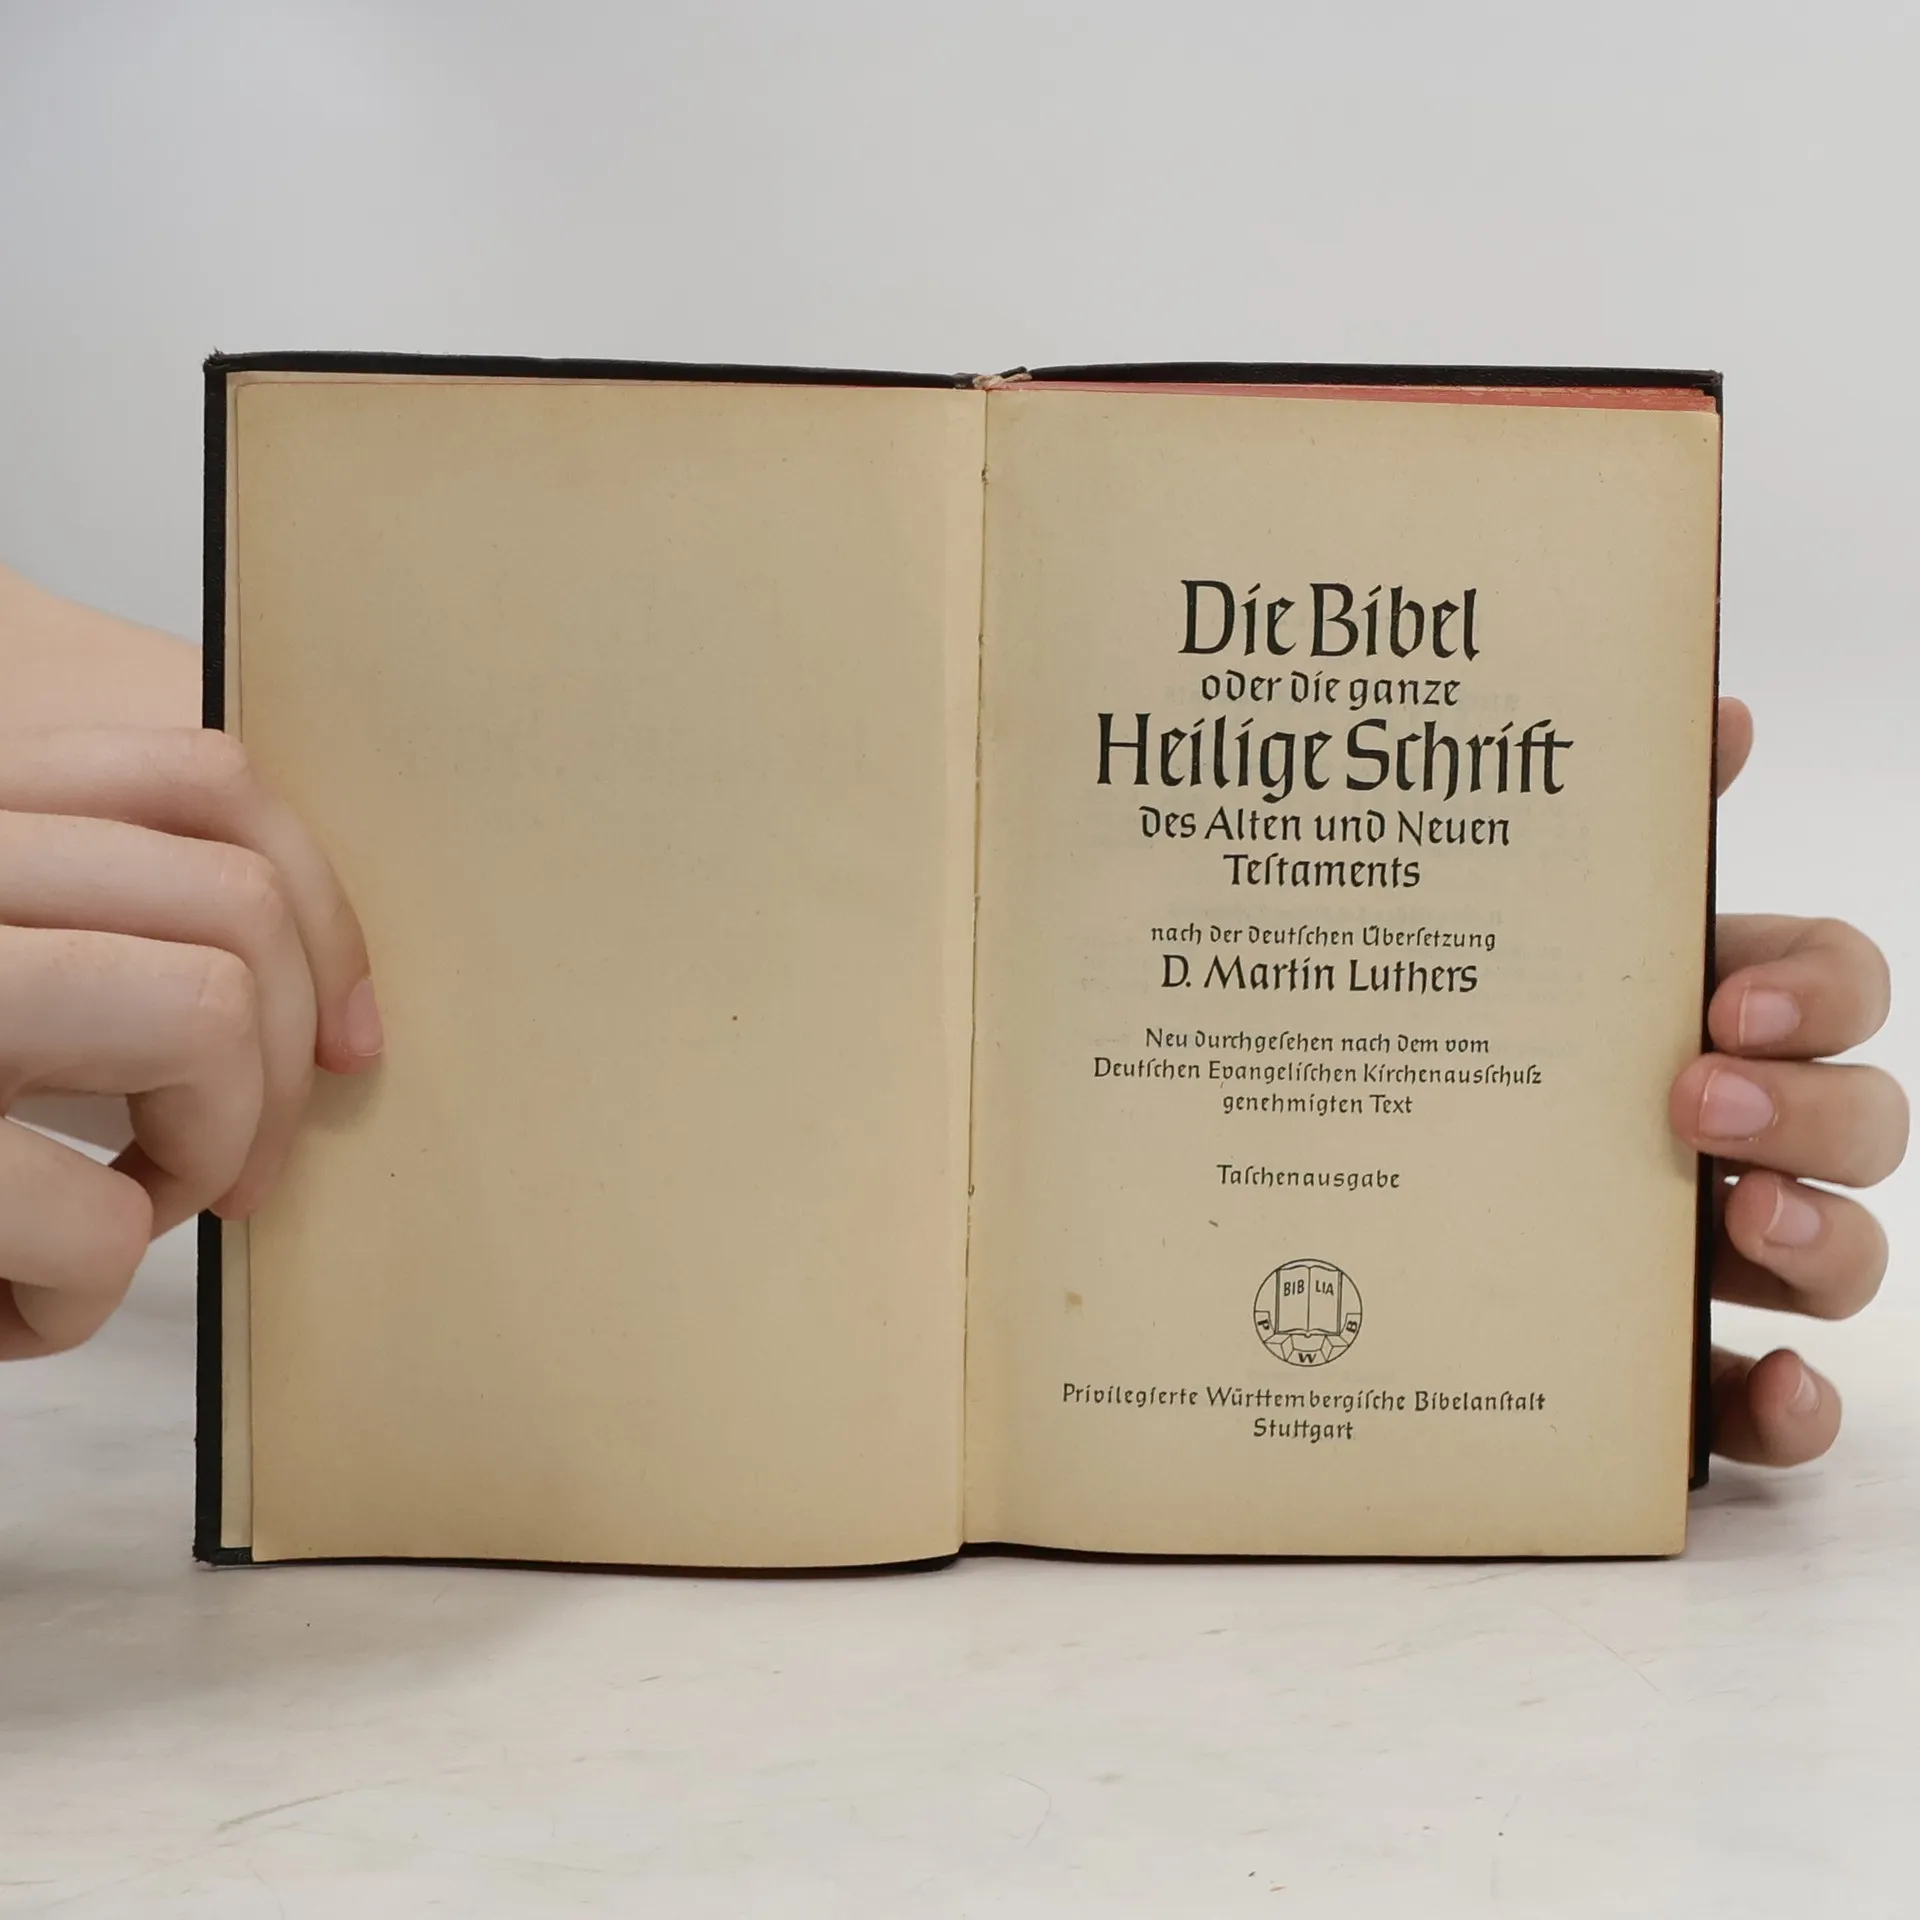 Die Bibel
oder die ganze
Heilige Schrift
des Alten und Neuen
Teſtaments
nach der deutſchen Überſetzung
D. Martin Luthers
Neu durchgeſehen nach dem vom
Deutſchen Evangeliſchen Kirchenausſchuſz
genehmigten Text
Taſchenausgabe
BIB LIA
P W B
Privilegierte Württembergiſche Bibelanſtalt
Stuttgart